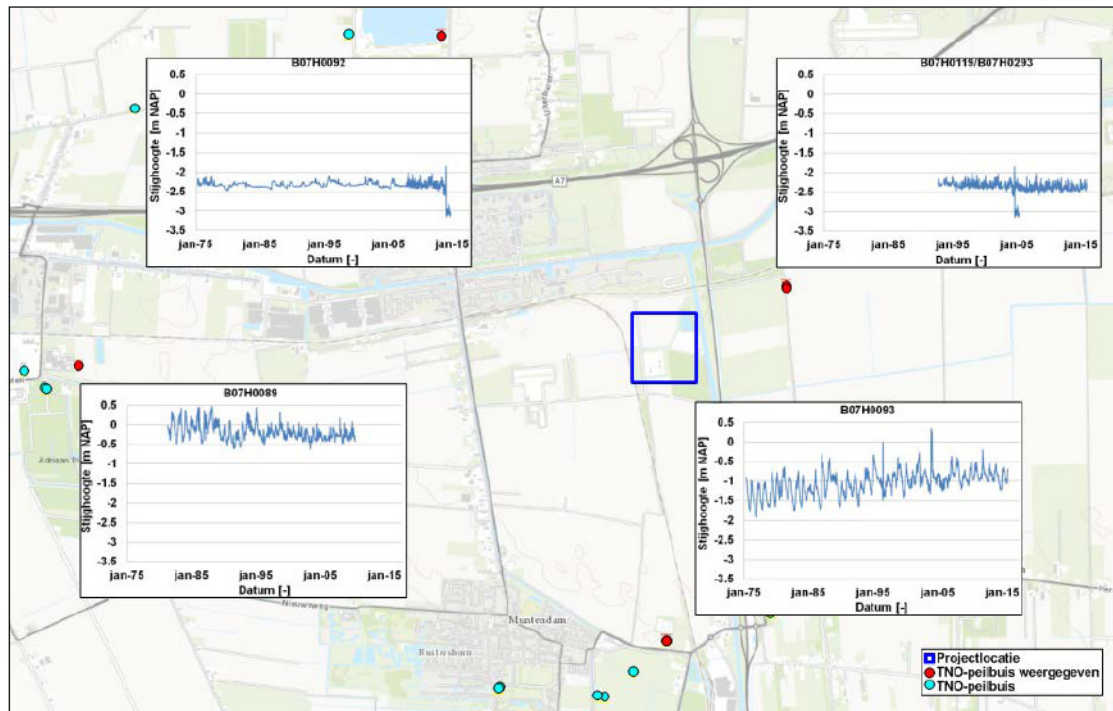 B07H0092
0.5
0
-0.5
-1
-1.5
-2
-2.5
-3
-3.5
Stijghoogte [m NAP]
jan-75 jan-85 jan-95 jan-05 jan-15
Datum [-]
B07H0119/B07H0293
0.5
0
-0.5
-1
-1.5
-2
-2.5
-3
-3.5
Stijghoogte [m NAP]
jan-75 jan-85 jan-95 jan-05 jan-15
Datum [-]
A7
B07H0089
0.5
0
-0.5
-1
-1.5
-2
-2.5
-3
-3.5
Stijghoogte [m NAP]
jan-75 jan-85 jan-95 jan-05 jan-15
Datum [-]
B07H0093
0.5
0
-0.5
-1
-1.5
-2
-2.5
-3
-3.5
Stijghoogte [m NAP]
jan-75 jan-85 jan-95 jan-05 jan-15
Datum [-]
Nieuweweg
Muntendam
Projectlocatie
TNO-peilbuis weergegeven
TNO-peilbuis